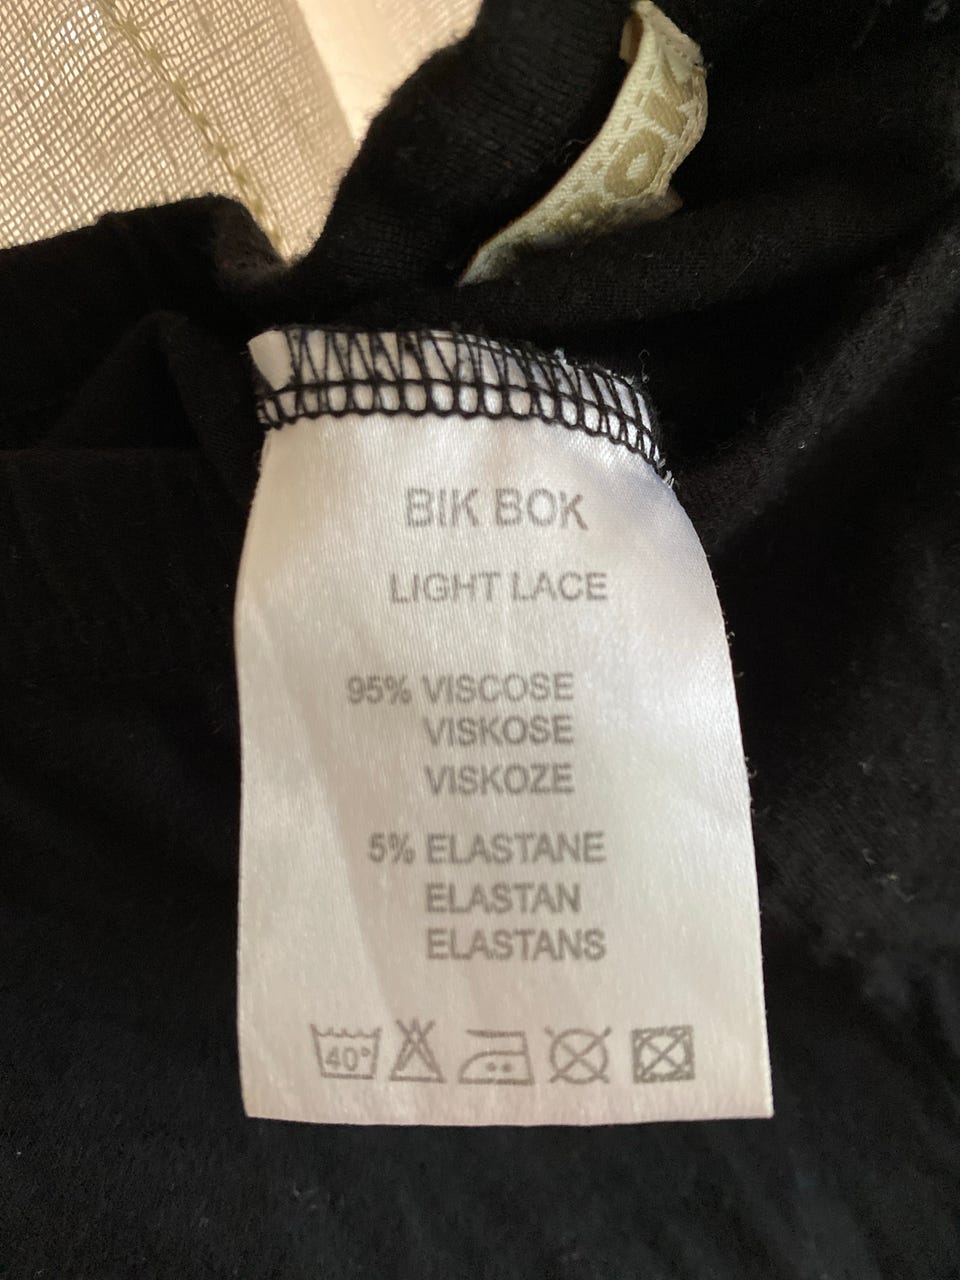 BIK BOK
LIGHT LACE
95% VISCOSE
VISKOSE
VISKOZE
5% ELASTANE
ELASTAN
ELASTANS
40°